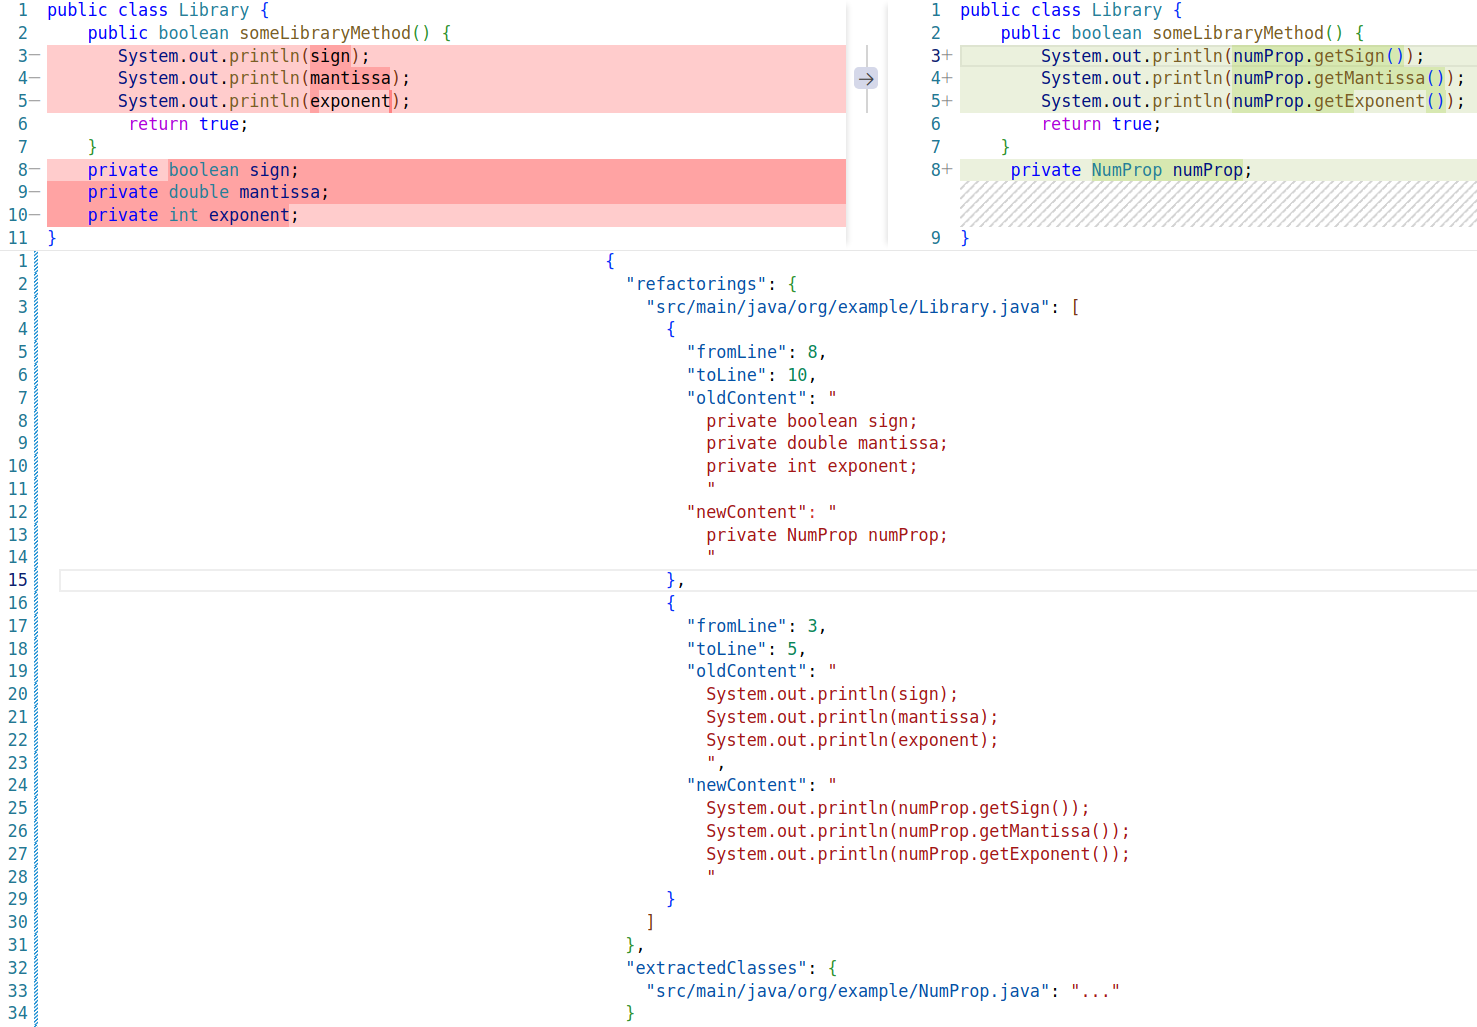 1 public class Library {
2 public boolean someLibraryMethod() {
3− System.out.println(sign);
4− System.out.println(mantissa);
5− System.out.println(exponent);
6 return true;
7 }
8− private boolean sign;
9− private double mantissa;
10− private int exponent;
11 }
1 public class Library {
2 public boolean someLibraryMethod() {
3+ System.out.println(numProp.getSign());
4+ System.out.println(numProp.getMantissa());
5+ System.out.println(numProp.getExponent());
6 return true;
7 }
8+ private NumProp numProp;
9 }
1 {
2 "refactorings": {
3 "src/main/java/org/example/Library.java": [
4 {
5 "fromLine": 8,
6 "toLine": 10,
7 "oldContent": "
8 private boolean sign;
9 private double mantissa;
10 private int exponent;
11 "
12 "newContent": "
13 private NumProp numProp;
14 "
15 },
16 {
17 "fromLine": 3,
18 "toLine": 5,
19 "oldContent": "
20 System.out.println(sign);
21 System.out.println(mantissa);
22 System.out.println(exponent);
23 ",
24 "newContent": "
25 System.out.println(numProp.getSign());
26 System.out.println(numProp.getMantissa());
27 System.out.println(numProp.getExponent());
28 "
29 }
30 ]
31 },
32 "extractedClasses": {
33 "src/main/java/org/example/NumProp.java": "..."
34 }